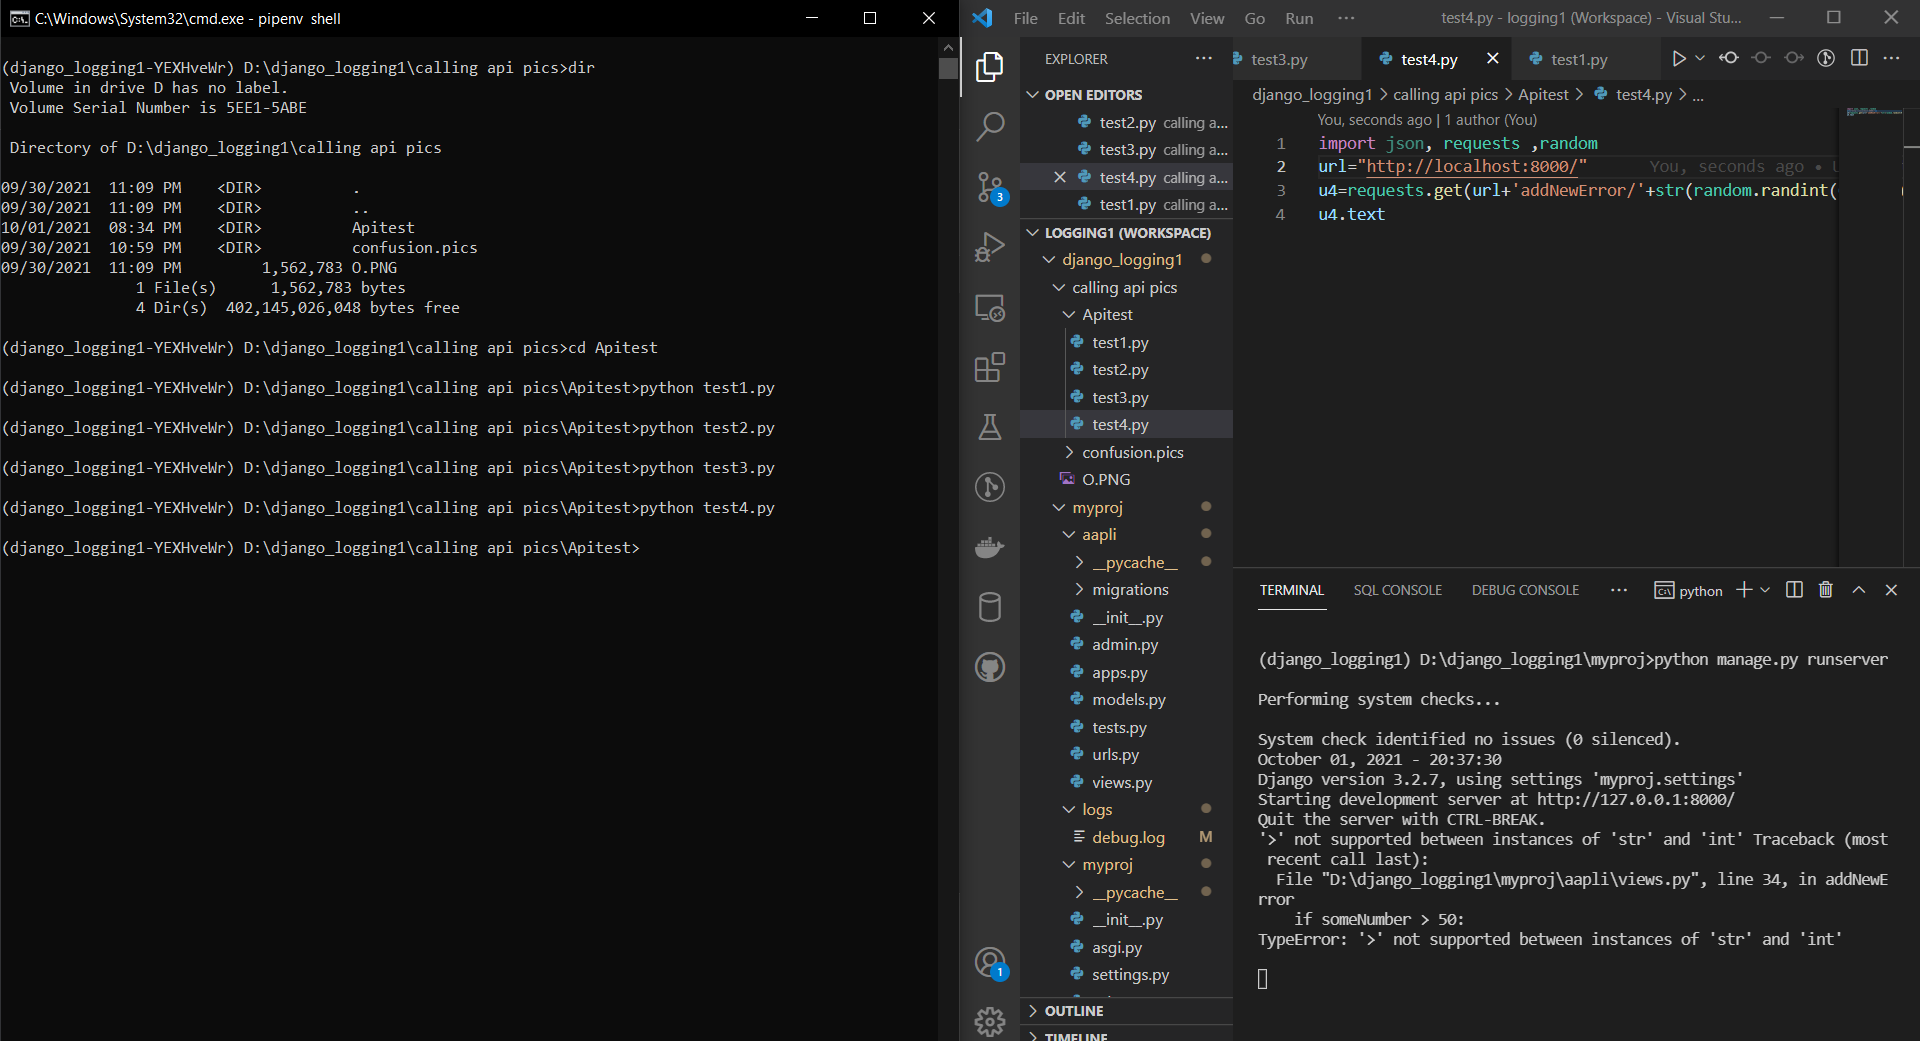 C:\Windows\System32\cmd.exe - pipenv  shell
(django_logging1-YEXHveWr) D:\django_logging1\calling api pics>dir
 Volume in drive D has no label.
 Volume Serial Number is 5EE1-5ABE
 Directory of D:\django_logging1\calling api pics
09/30/2021  11:09 PM    <DIR>          .
09/30/2021  11:09 PM    <DIR>          ..
10/01/2021  08:34 PM    <DIR>          Apitest
09/30/2021  10:59 PM    <DIR>          confusion.pics
09/30/2021  11:09 PM         1,562,783 O.PNG
               1 File(s)      1,562,783 bytes
               4 Dir(s)  402,145,026,048 bytes free
(django_logging1-YEXHveWr) D:\django_logging1\calling api pics>cd Apitest
(django_logging1-YEXHveWr) D:\django_logging1\calling api pics\Apitest>python test1.py
(django_logging1-YEXHveWr) D:\django_logging1\calling api pics\Apitest>python test2.py
(django_logging1-YEXHveWr) D:\django_logging1\calling api pics\Apitest>python test3.py
(django_logging1-YEXHveWr) D:\django_logging1\calling api pics\Apitest>python test4.py
(django_logging1-YEXHveWr) D:\django_logging1\calling api pics\Apitest>
File Edit Selection View Go Run ··· test4.py - logging1 (Workspace) - Visual Stu...
3
1
EXPLORER ···
OPEN EDITORS
test2.py calling a...
test3.py calling a...
test4.py calling a...
test1.py calling a...
LOGGING1 (WORKSPACE)
django_logging1
calling api pics
Apitest
test1.py
test2.py
test3.py
test4.py
confusion.pics
O.PNG
myproj
aapli
__pycache__
migrations
__init__.py
admin.py
apps.py
models.py
tests.py
urls.py
views.py
logs
debug.log M
myproj
__pycache__
__init__.py
asgi.py
settings.py
OUTLINE
TIMELINE
test3.py test4.py test1.py
django_logging1 > calling api pics > Apitest > test4.py > ...
You, seconds ago | 1 author (You)
1 import json, requests ,random
2 url="http://localhost:8000/" You, seconds ago •
3 u4=requests.get(url+'addNewError/'+str(random.randint(
4 u4.text
TERMINAL SQL CONSOLE DEBUG CONSOLE ··· python
(django_logging1) D:\django_logging1\myproj>python manage.py runserver
Performing system checks...
System check identified no issues (0 silenced).
October 01, 2021 - 20:37:30
Django version 3.2.7, using settings 'myproj.settings'
Starting development server at http://127.0.0.1:8000/
Quit the server with CTRL-BREAK.
'>' not supported between instances of 'str' and 'int' Traceback (most
 recent call last):
  File "D:\django_logging1\myproj\aapli\views.py", line 34, in addNewE
rror
    if someNumber > 50:
TypeError: '>' not supported between instances of 'str' and 'int'